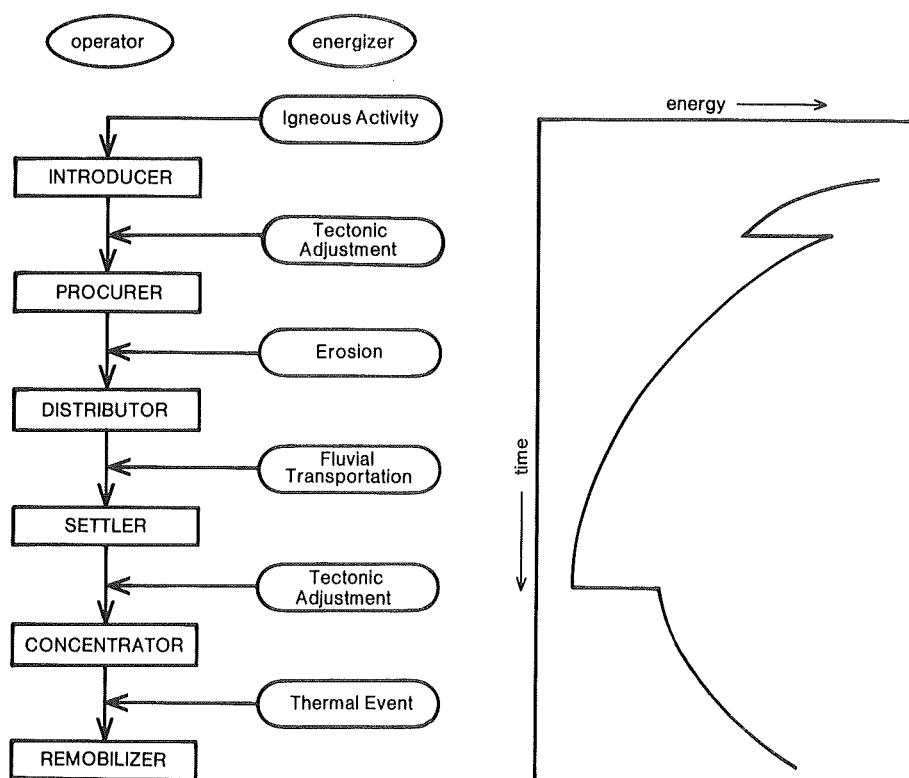 operator
energizer
energy
Igneous Activity
INTRODUCER
Tectonic
Adjustment
PROCURER
Erosion
DISTRIBUTOR
time
Fluvial
Transportation
SETTLER
Tectonic
Adjustment
CONCENTRATOR
Thermal Event
REMOBILIZER